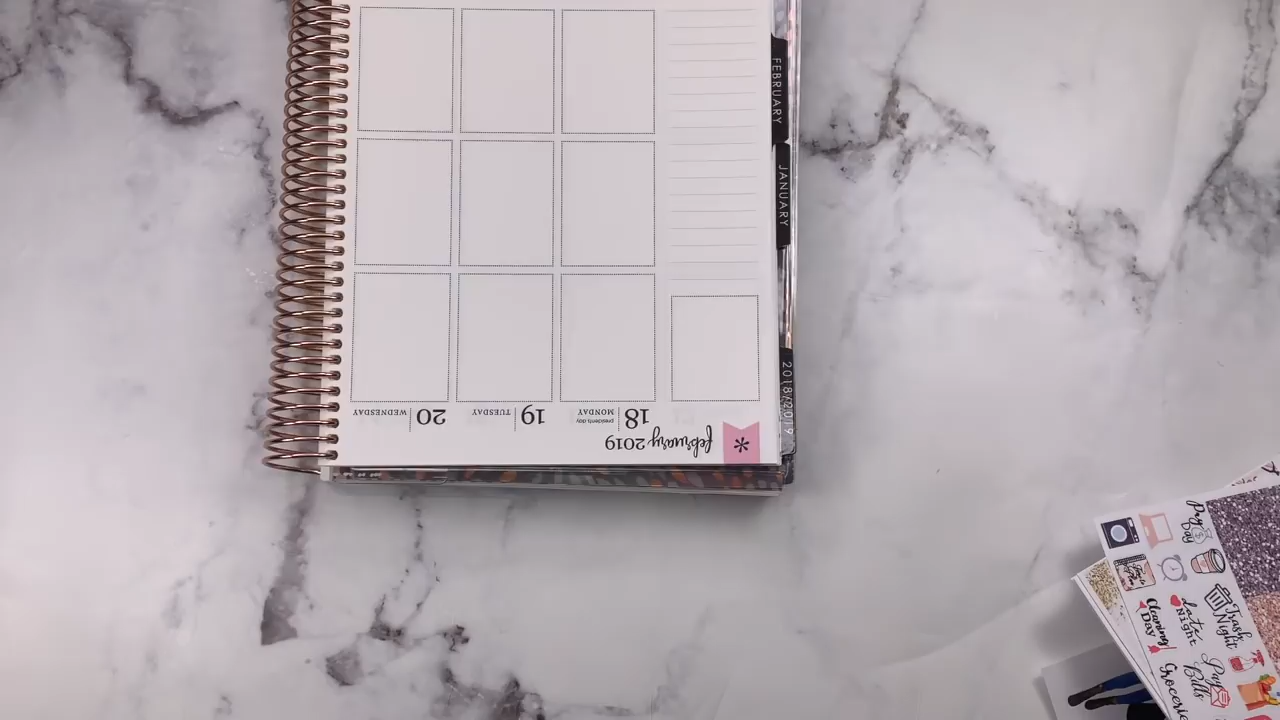 FEBRUARY
JANUARY
2018/2019
february 2019
18 MONDAY
presidents day
19 TUESDAY
20 WEDNESDAY
Pay Day
Trash Night
Date Night
Cleaning Day
Pay Bills